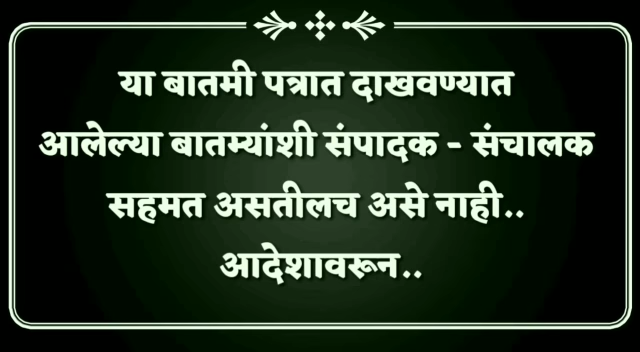 या बातमी पत्रात दाखवण्यात
आलेल्या बातम्यांशी संपादक - संचालक
सहमत असतीलच असे नाही..
आदेशावरून..